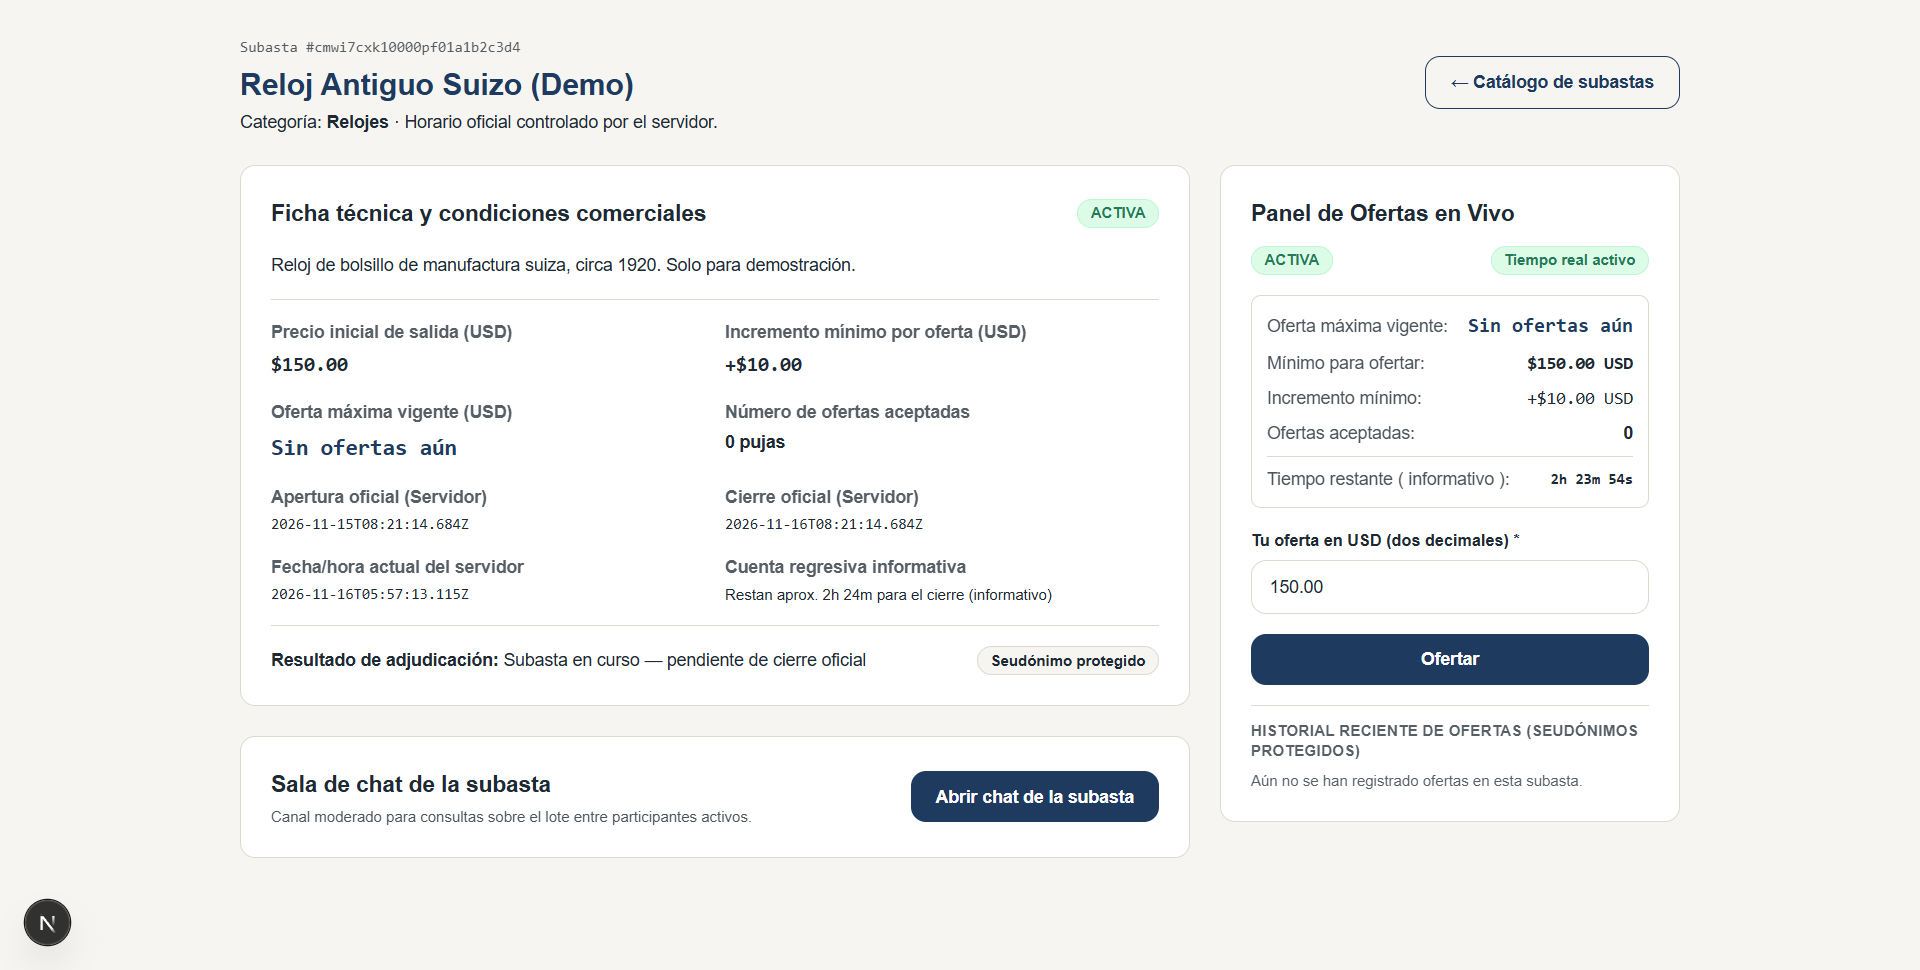 Subasta #cmwi7cxk10000pf01a1b2c3d4
Reloj Antiguo Suizo (Demo)
Categoría: Relojes · Horario oficial controlado por el servidor.
← Catálogo de subastas
Ficha técnica y condiciones comerciales
ACTIVA
Reloj de bolsillo de manufactura suiza, circa 1920. Solo para demostración.
Precio inicial de salida (USD)
$150.00
Incremento mínimo por oferta (USD)
+$10.00
Oferta máxima vigente (USD)
Sin ofertas aún
Número de ofertas aceptadas
0 pujas
Apertura oficial (Servidor)
2026-11-15T08:21:14.684Z
Cierre oficial (Servidor)
2026-11-16T08:21:14.684Z
Fecha/hora actual del servidor
2026-11-16T05:57:13.115Z
Cuenta regresiva informativa
Restan aprox. 2h 24m para el cierre (informativo)
Resultado de adjudicación: Subasta en curso — pendiente de cierre oficial
Seudónimo protegido
Sala de chat de la subasta
Canal moderado para consultas sobre el lote entre participantes activos.
Abrir chat de la subasta
Panel de Ofertas en Vivo
ACTIVA
Tiempo real activo
Oferta máxima vigente: Sin ofertas aún
Mínimo para ofertar: $150.00 USD
Incremento mínimo: +$10.00 USD
Ofertas aceptadas: 0
Tiempo restante ( informativo ): 2h 23m 54s
Tu oferta en USD (dos decimales) *
150.00
Ofertar
HISTORIAL RECIENTE DE OFERTAS (SEUDÓNIMOS
PROTEGIDOS)
Aún no se han registrado ofertas en esta subasta.
N